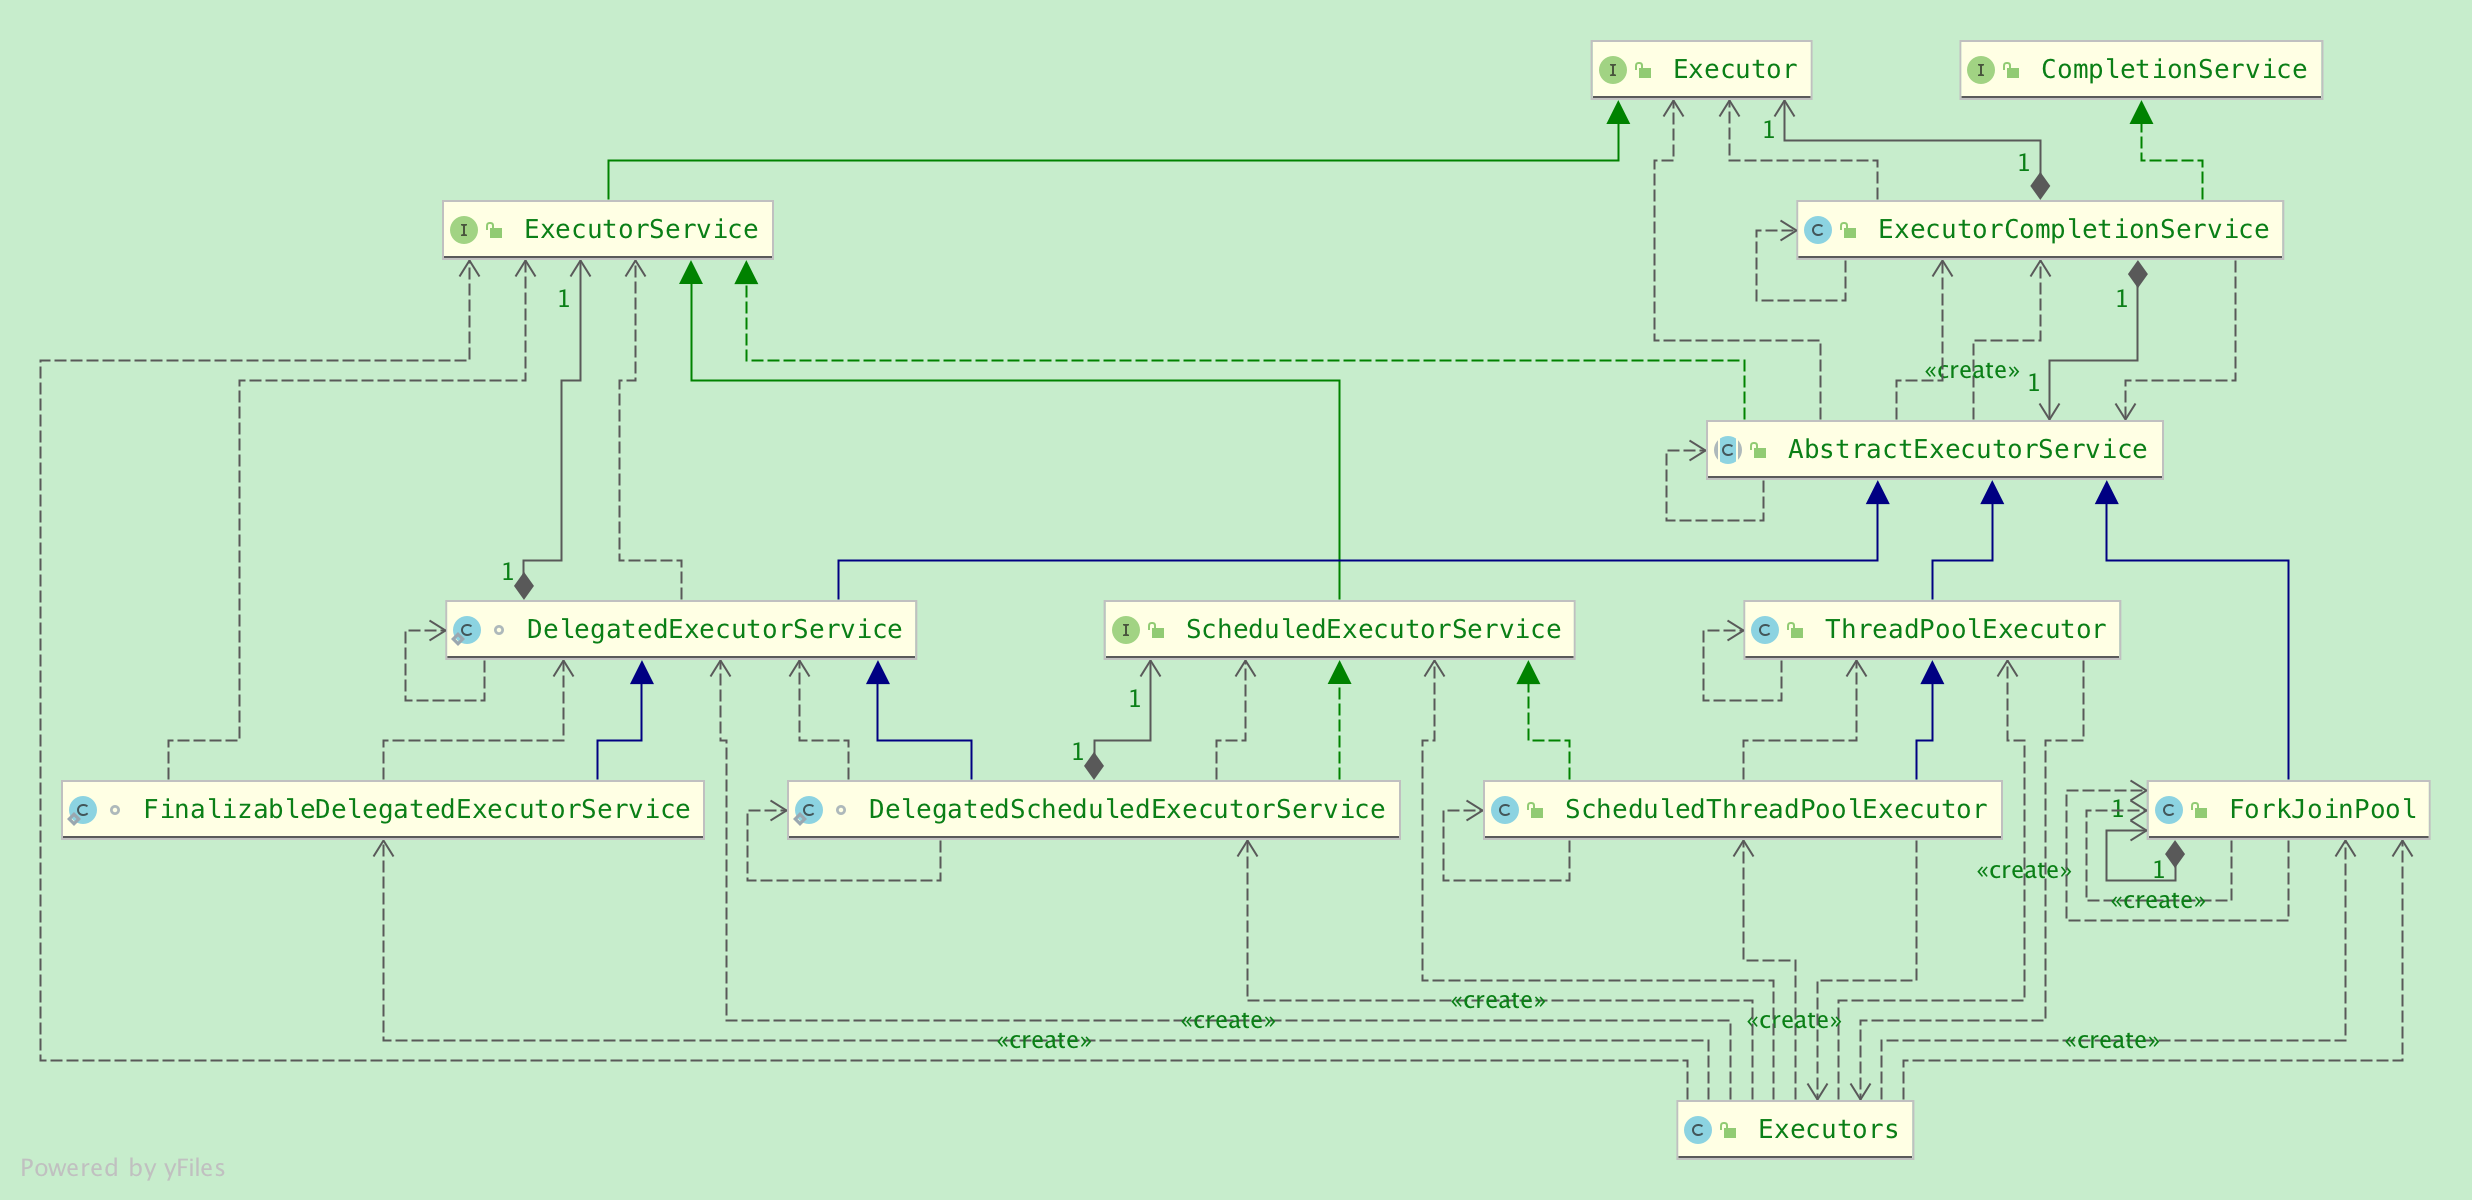 Executor
CompletionService
1
1
ExecutorService
ExecutorCompletionService
1
1
«create»
1
AbstractExecutorService
1
DelegatedExecutorService
ScheduledExecutorService
ThreadPoolExecutor
1
1
FinalizableDelegatedExecutorService
DelegatedScheduledExecutorService
ScheduledThreadPoolExecutor
1
ForkJoinPool
«create»
1
«create»
«create»
«create»
«create»
«create»
«create»
Executors
Powered by yFiles